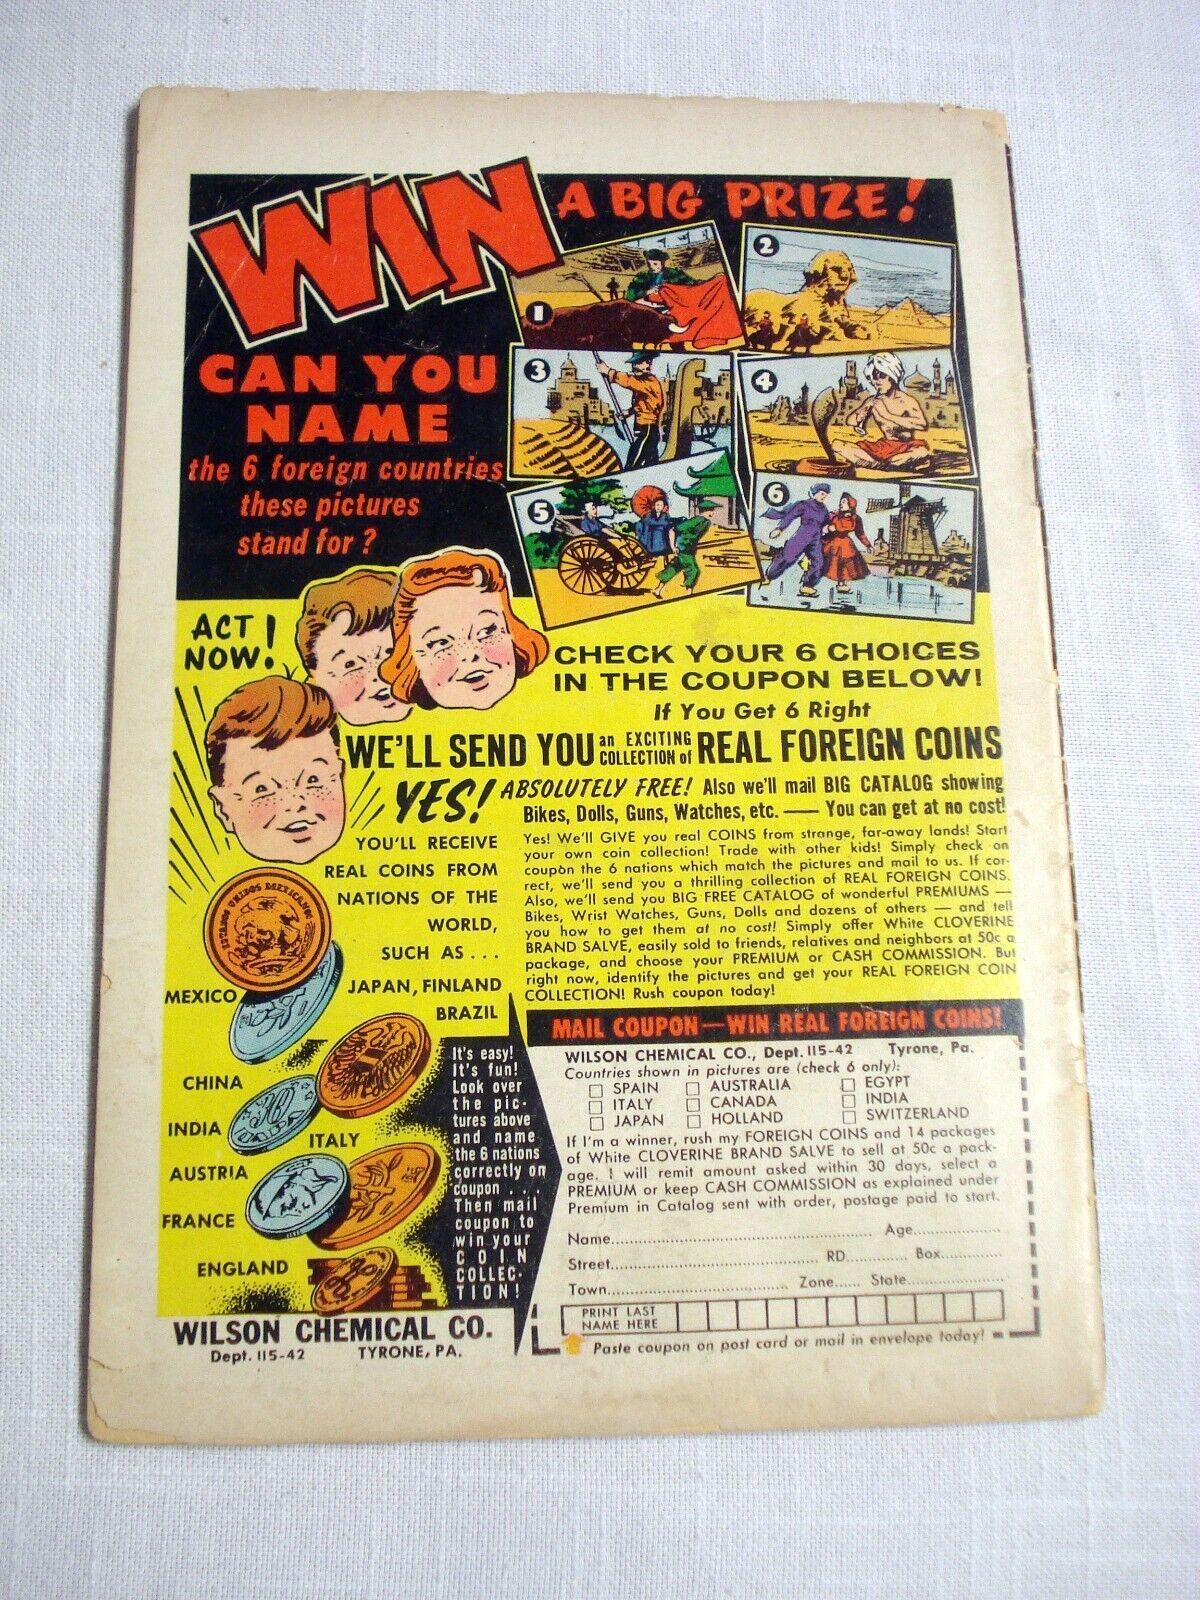 WIN
A BIG PRIZE!
CAN YOU
NAME
the 6 foreign countries
these pictures
stand for?
1
2
3
4
5
6
ACT
NOW!
CHECK YOUR 6 CHOICES
IN THE COUPON BELOW!
If You Get 6 Right
WE'LL SEND YOU an EXCITING COLLECTION of REAL FOREIGN COINS
YES!
ABSOLUTELY FREE! Also we'll mail BIG CATALOG showing
Bikes, Dolls, Guns, Watches, etc. — You can get at no cost!
YOU'LL RECEIVE
REAL COINS FROM
NATIONS OF THE
WORLD,
SUCH AS...
JAPAN, FINLAND
BRAZIL
Yes! We'll GIVE you real COINS from strange, far-away lands! Start
your own coin collection! Trade with other kids! Simply check on
coupon the 6 nations which match the pictures and mail to us. If cor-
rect, we'll send you a thrilling collection of REAL FOREIGN COINS.
Also, we'll send you BIG FREE CATALOG of wonderful PREMIUMS —
Bikes, Wrist Watches, Guns, Dolls and dozens of others — and tell
you how to get them at no cost! Simply offer White CLOVERINE
BRAND SALVE, easily sold to friends, relatives and neighbors at 50c a
package, and choose your PREMIUM or CASH COMMISSION. But
right now, identify the pictures and get your REAL FOREIGN COIN
COLLECTION! Rush coupon today!
ESTADOS UNIDOS MEXICANOS
MEXICO
CHINA
INDIA
ITALY
AUSTRIA
FRANCE
ENGLAND
It's easy!
It's fun!
Look over
the pic-
tures above
and name
the 6 nations
correctly on
coupon ...
Then mail
coupon to
win your
COIN
COLLEC-
TION!
WILSON CHEMICAL CO.
Dept. 115-42 TYRONE, PA.
MAIL COUPON—WIN REAL FOREIGN COINS!
WILSON CHEMICAL CO., Dept. 115-42 Tyrone, Pa.
Countries shown in pictures are (check 6 only):
□ SPAIN □ AUSTRALIA □ EGYPT
□ ITALY □ CANADA □ INDIA
□ JAPAN □ HOLLAND □ SWITZERLAND
If I'm a winner, rush my FOREIGN COINS and 14 packages
of White CLOVERINE BRAND SALVE to sell at 50c a pack-
age. I will remit amount asked within 30 days, select a
PREMIUM or keep CASH COMMISSION as explained under
Premium in Catalog sent with order, postage paid to start.
Name........ Age........
Street........ RD........ Box........
Town........ Zone...... State........
PRINT LAST
NAME HERE
Paste coupon on post card or mail in envelope today!